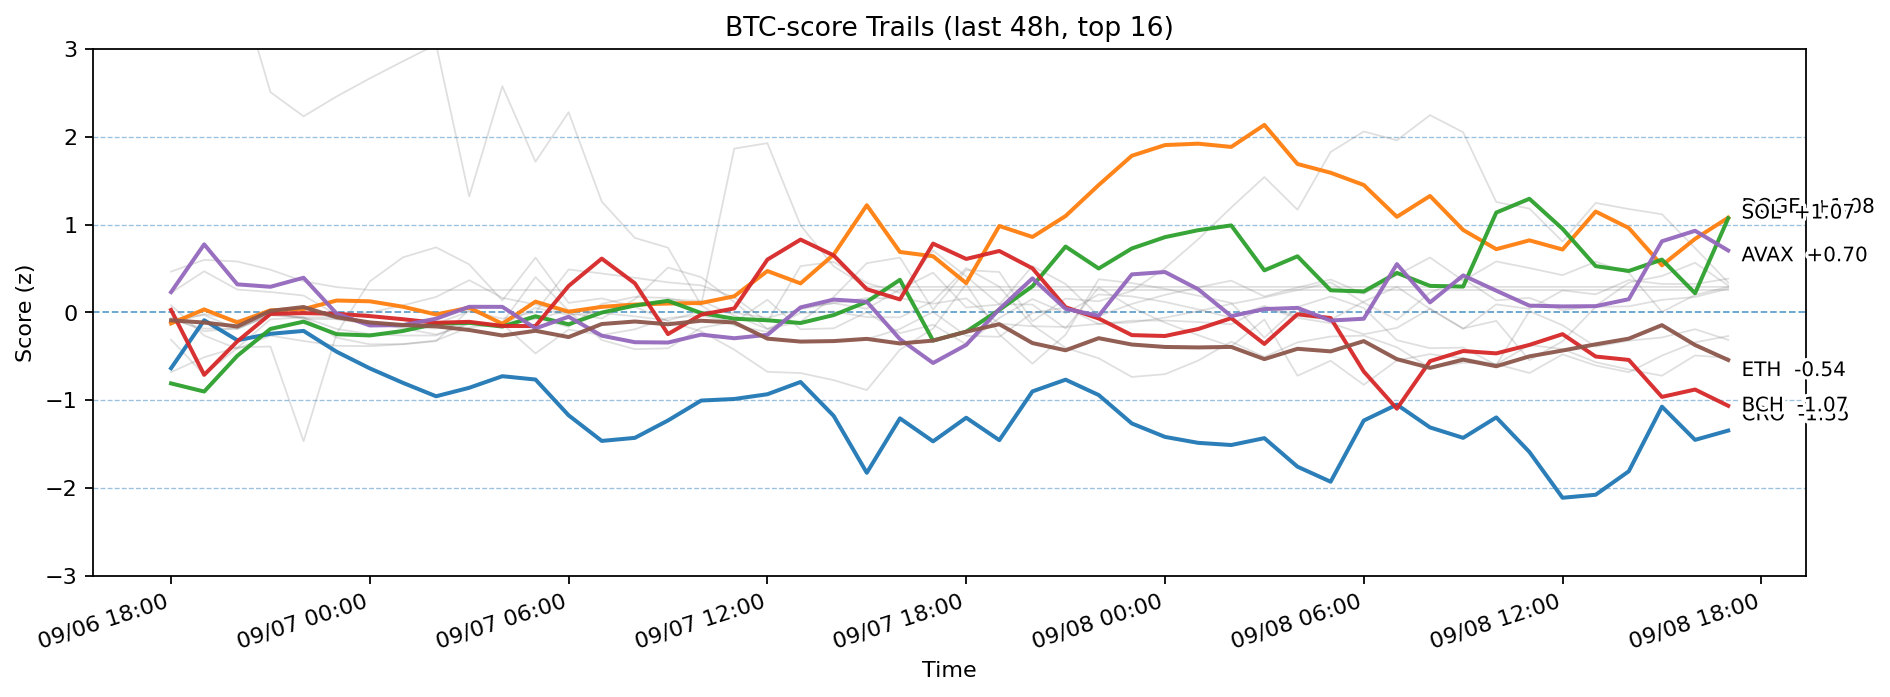 BTC-score Trails (last 48h, top 16)
Score (z)
3
2
1
0
−1
−2
−3
SOL +1.07
AVAX +0.70
ETH -0.54
BCH -1.07
09/06 18:00
09/07 00:00
09/07 06:00
09/07 12:00
09/07 18:00
09/08 00:00
09/08 06:00
09/08 12:00
09/08 18:00
Time